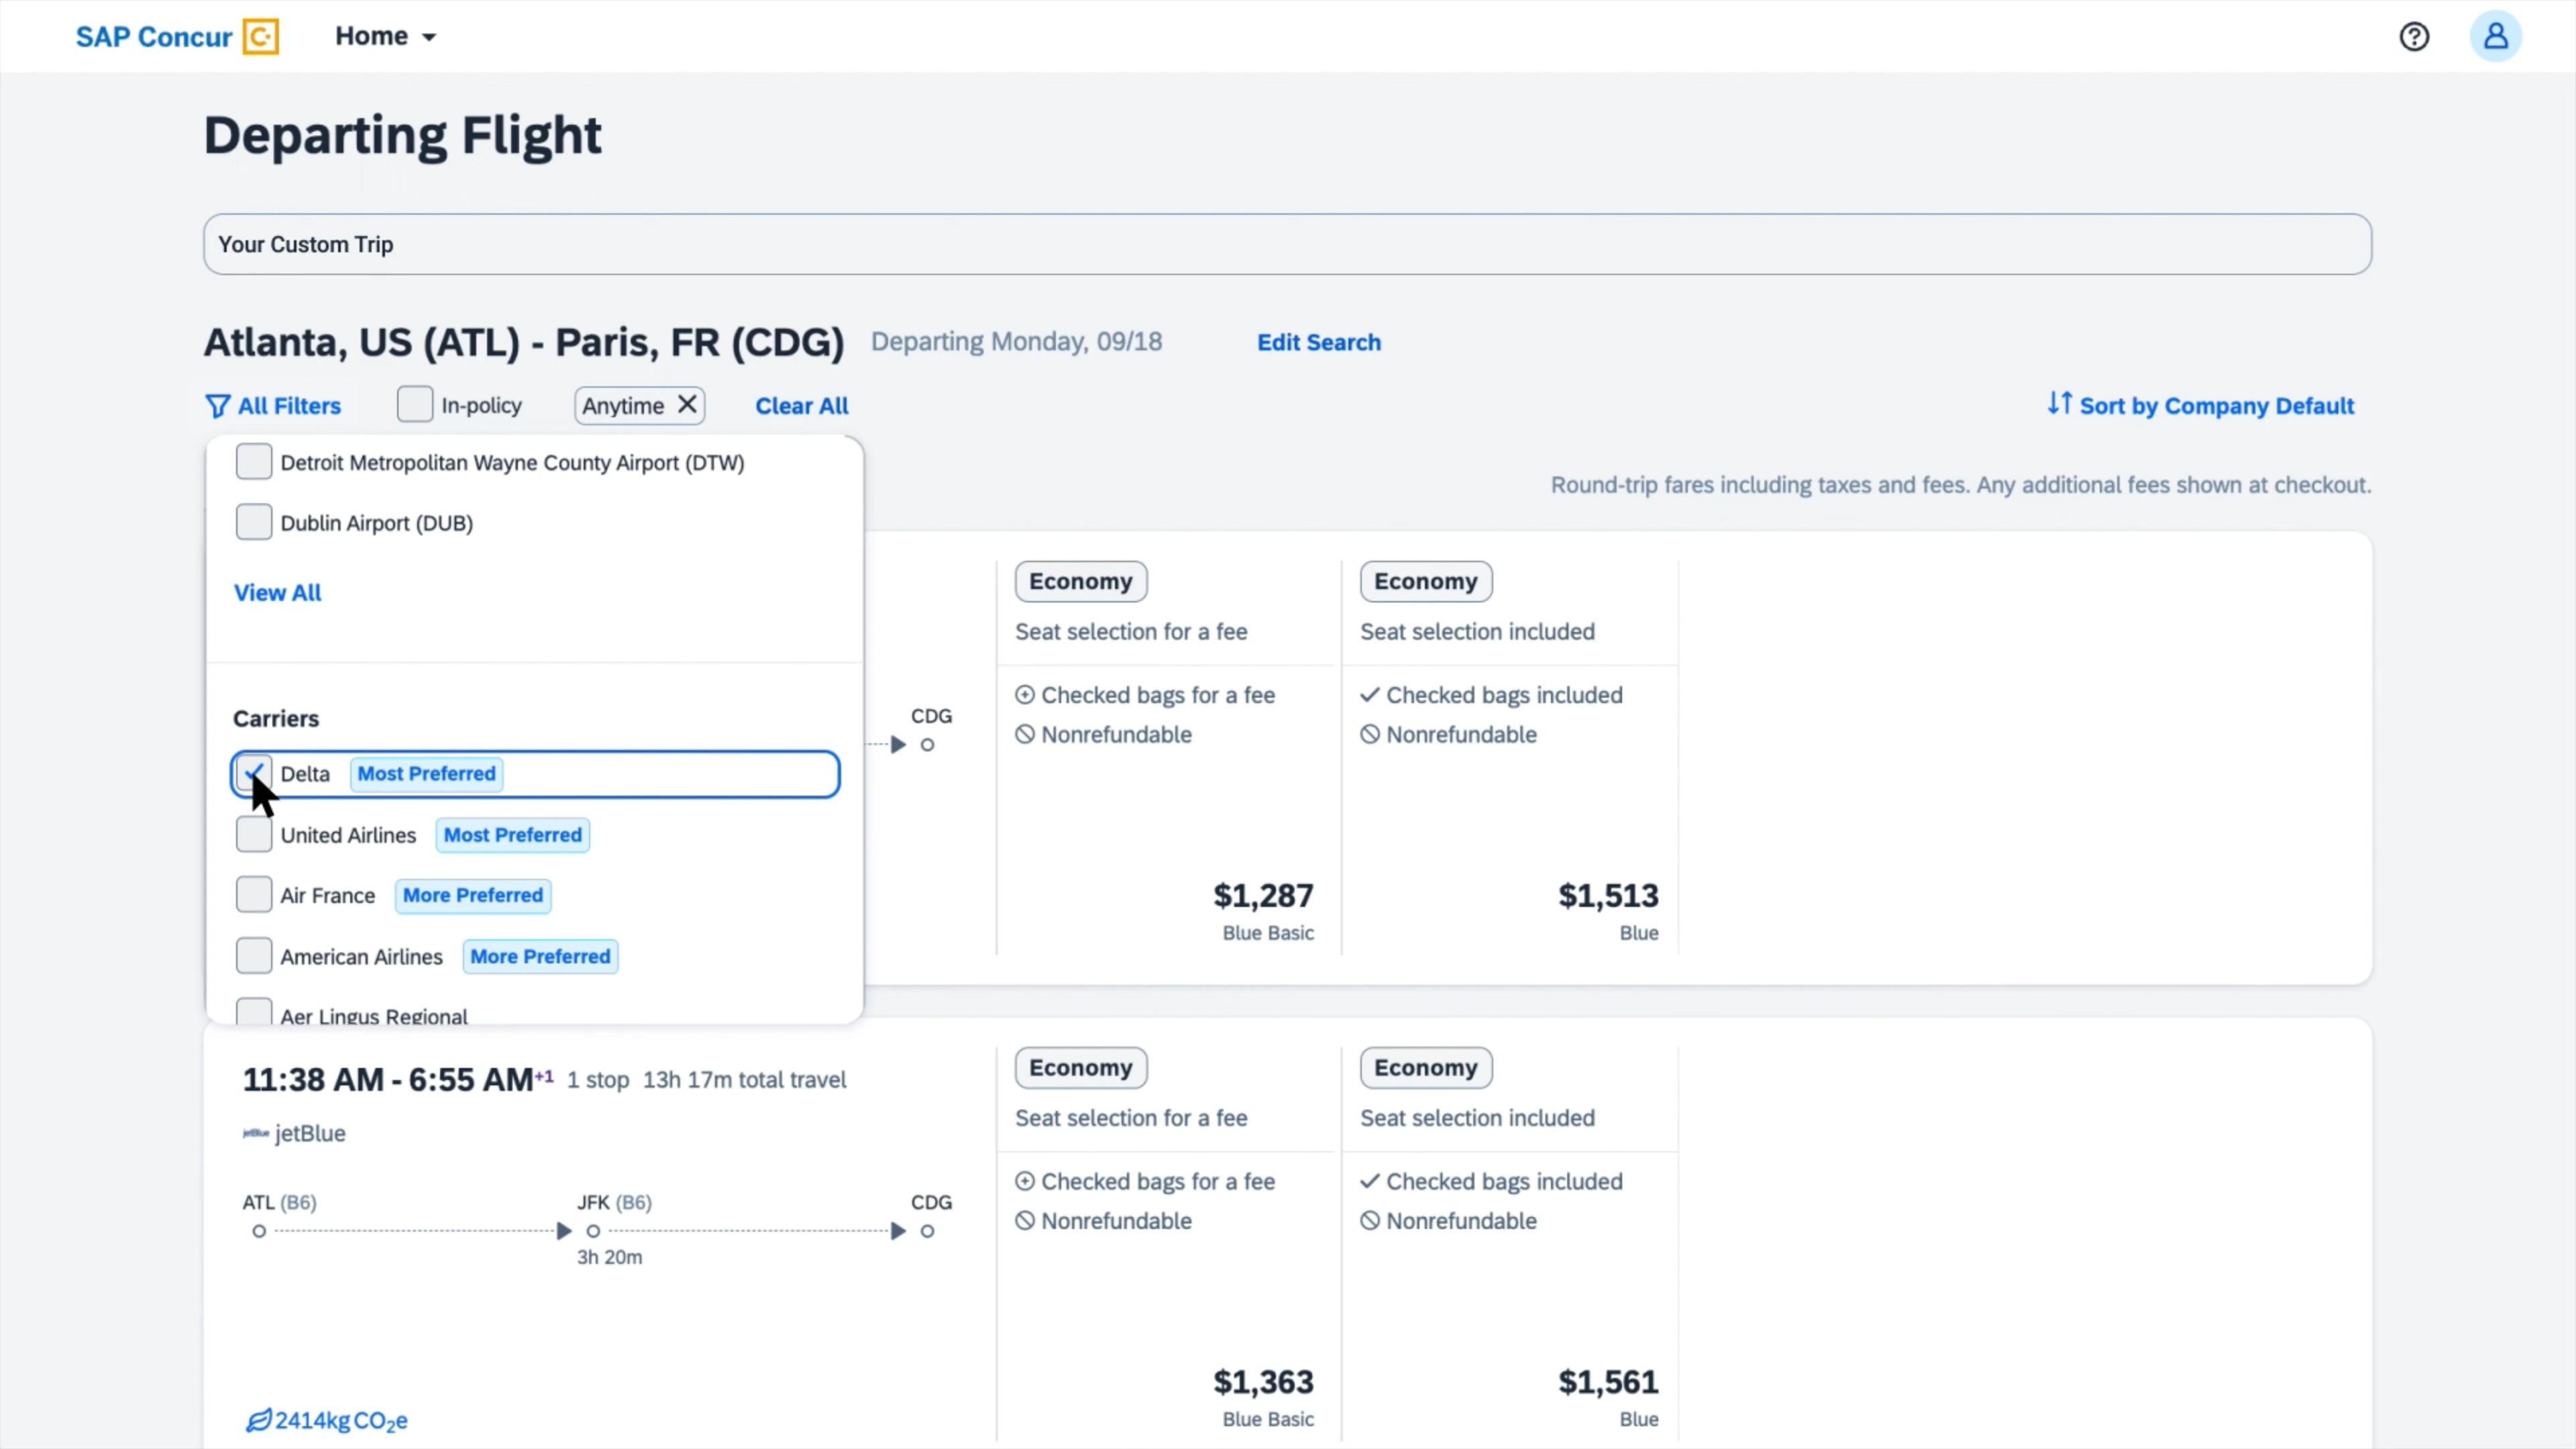 SAP Concur C
Home
Departing Flight
Your Custom Trip
Atlanta, US (ATL) - Paris, FR (CDG) Departing Monday, 09/18 Edit Search
All Filters In-policy Anytime Clear All Sort by Company Default
Round-trip fares including taxes and fees. Any additional fees shown at checkout.
Detroit Metropolitan Wayne County Airport (DTW)
Dublin Airport (DUB)
View All
Carriers
Delta Most Preferred
United Airlines Most Preferred
Air France More Preferred
American Airlines More Preferred
Aer Lingus Regional
CDG
Economy
Seat selection for a fee
Checked bags for a fee
Nonrefundable
$1,287
Blue Basic
Economy
Seat selection included
Checked bags included
Nonrefundable
$1,513
Blue
11:38 AM - 6:55 AM+1 1 stop 13h 17m total travel
jetBlue jetBlue
ATL (B6) JFK (B6) CDG
3h 20m
2414kg CO2e
Economy
Seat selection for a fee
Checked bags for a fee
Nonrefundable
$1,363
Blue Basic
Economy
Seat selection included
Checked bags included
Nonrefundable
$1,561
Blue